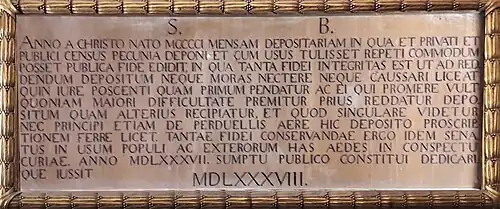 S. B.
ANNO A CHRISTO NATO MCCCCI MENSAM DEPOSITARIAM IN QUA ET PRIVATI ET
PUBLICI CENSUS PECUNIA DEPONI ET CUM USUS TULISSET REPETI COMMODUM
POSSET PUBLICA FIDE EDIDIT IN QUA TANTA FIDEI INTEGRITAS EST UT AD RED
DENDUM DEPOSITUM NEQUE MORAS NECTERE NEQUE CAUSSARI LICEAT
QUIN IURE POSCENTI QUAM PRIMUM PENDATUR AC EI QUI PROMERE VULT
QUONIAM MAIORI DIFFICULTATE PREMITUR PRIUS REDDATUR DEPO
SITUM QUAM ALTERIUS RECIPIATUR, ET QUOD SINGULARE VIDETUR
NEC PRINCIPI ETIAM DE PERDUELLIS AERE HIC DEPOSITO PROSCRIP
TIONEM FERRE LICET. TANTAE FIDEI CONSERVANDAE ERGO IDEM SENA
TUS IN USUM POPULI AC EXTERORUM HAS AEDES IN CONSPECTU
CURIAE. ANNO MDLXXXVII. SUMPTU PUBLICO CONSTITUI DEDICARI
QUE IUSSIT
MDLXXXVIII.